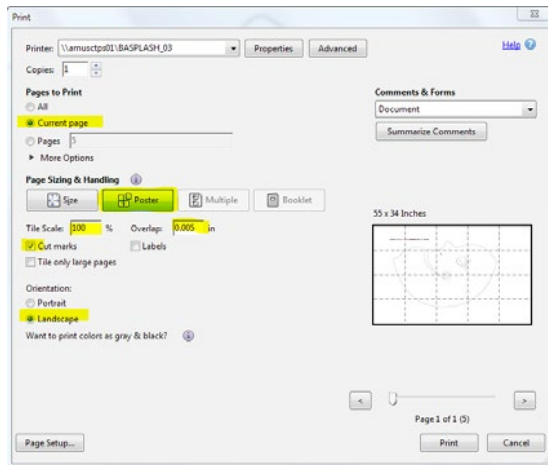 Print
Printer: \\amusctps01\BASPLASH_03 Properties Advanced Help
Copies: 1
Pages to Print
All
Current page
Pages 5
More Options
Comments & Forms
Document
Summarize Comments
Page Sizing & Handling
Size Poster Multiple Booklet
Tile Scale: 100 % Overlap: 0.005 in
Cut marks Labels
Tile only large pages
Orientation:
Portrait
Landscape
Want to print colors as gray & black?
55 x 34 Inches
< >
Page 1 of 1 (5)
Page Setup... Print Cancel